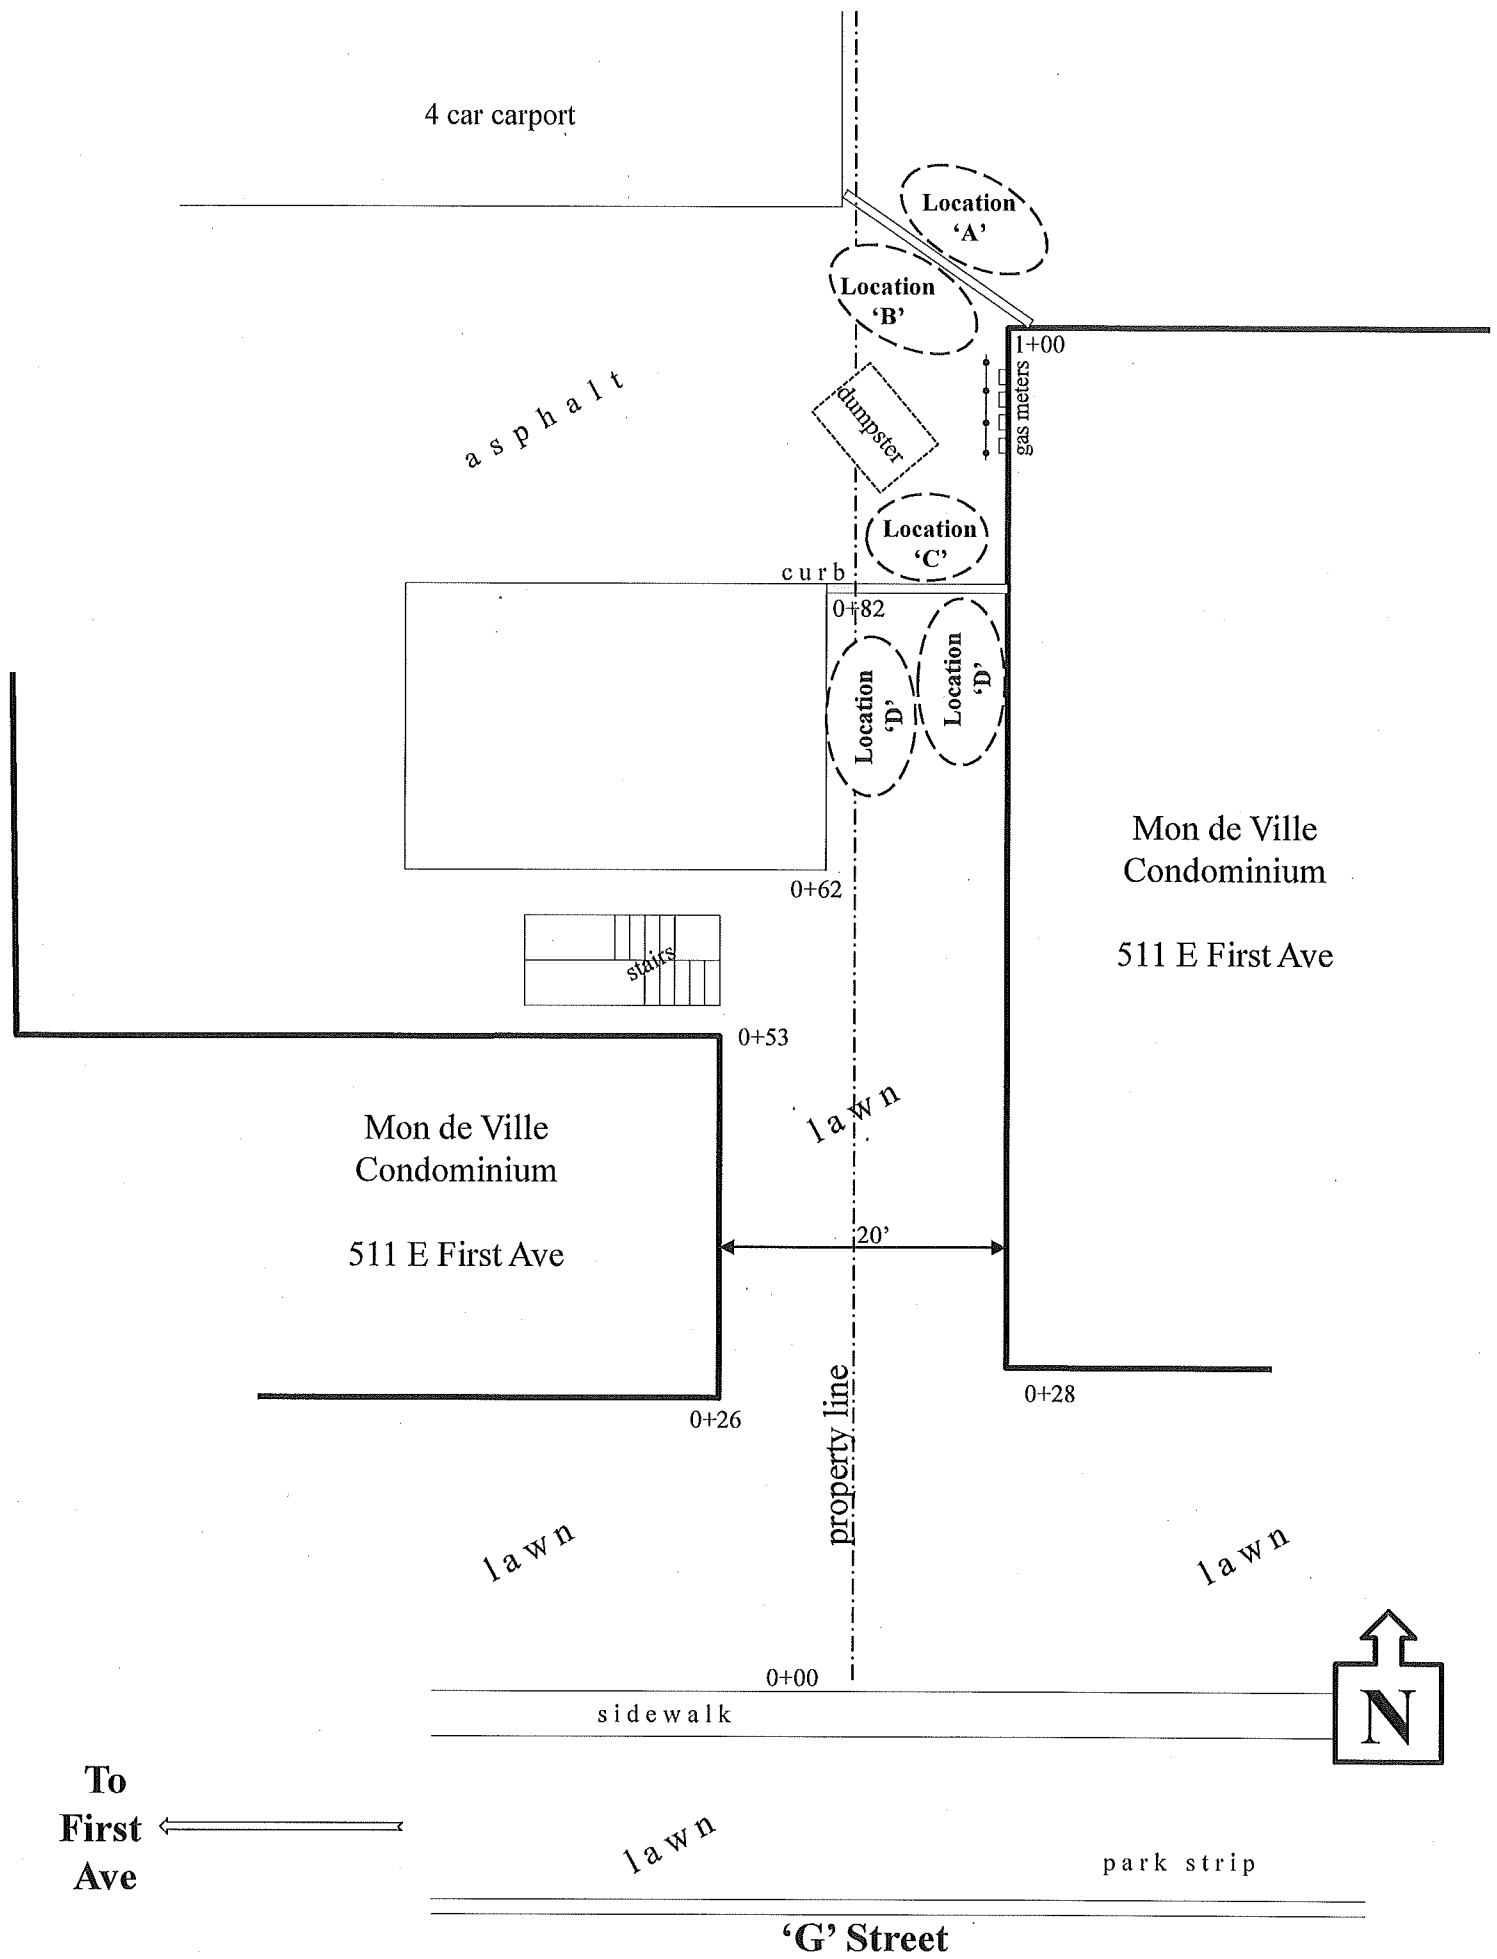 4 car carport
Location
‘A’
Location
‘B’
1+00
gas meters
asphalt
dumpster
Location
‘C’
curb
0+82
Location
‘D’
Location
‘D’
Mon de Ville
Condominium
511 E First Ave
0+62
stairs
0+53
lawn
Mon de Ville
Condominium
511 E First Ave
20’
property line
0+28
0+26
lawn
lawn
0+00
sidewalk
N
To
First
Ave
lawn
park strip
‘G’ Street